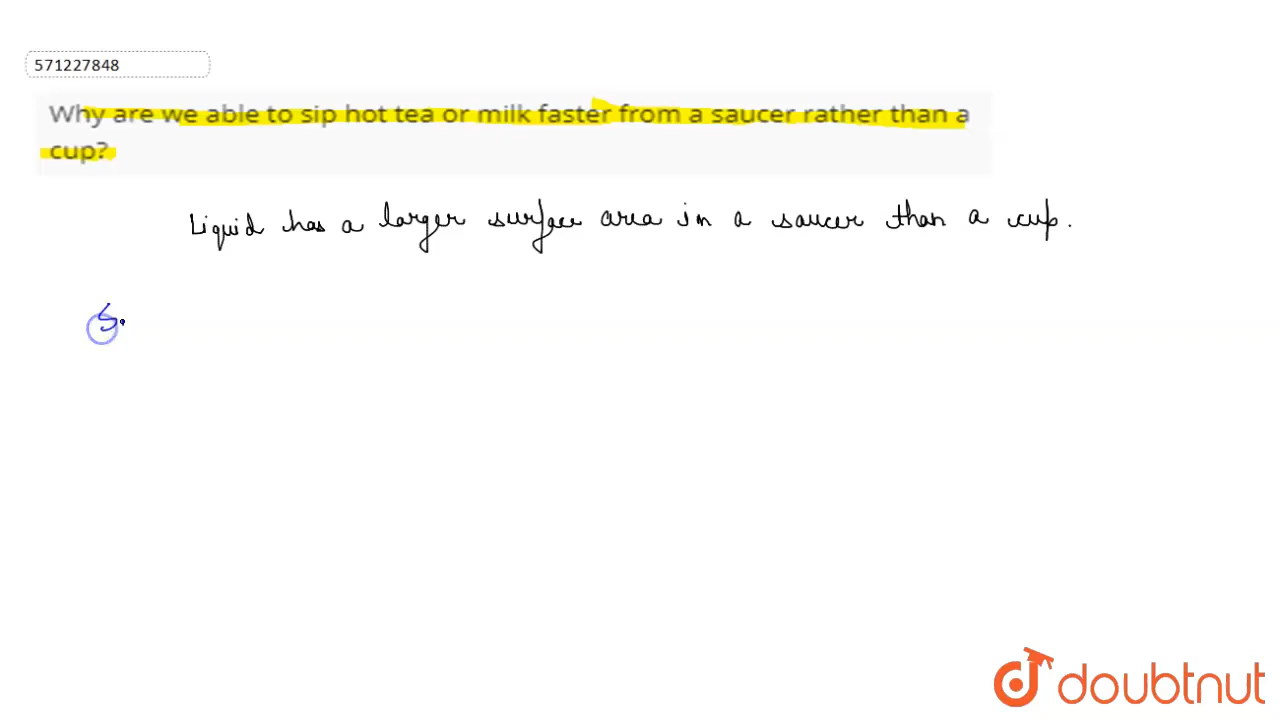 571227848
Why are we able to sip hot tea or milk faster from a saucer rather than a
cup?
Liquid has a larger surface area in a saucer than a cup.
S.
doubtnut